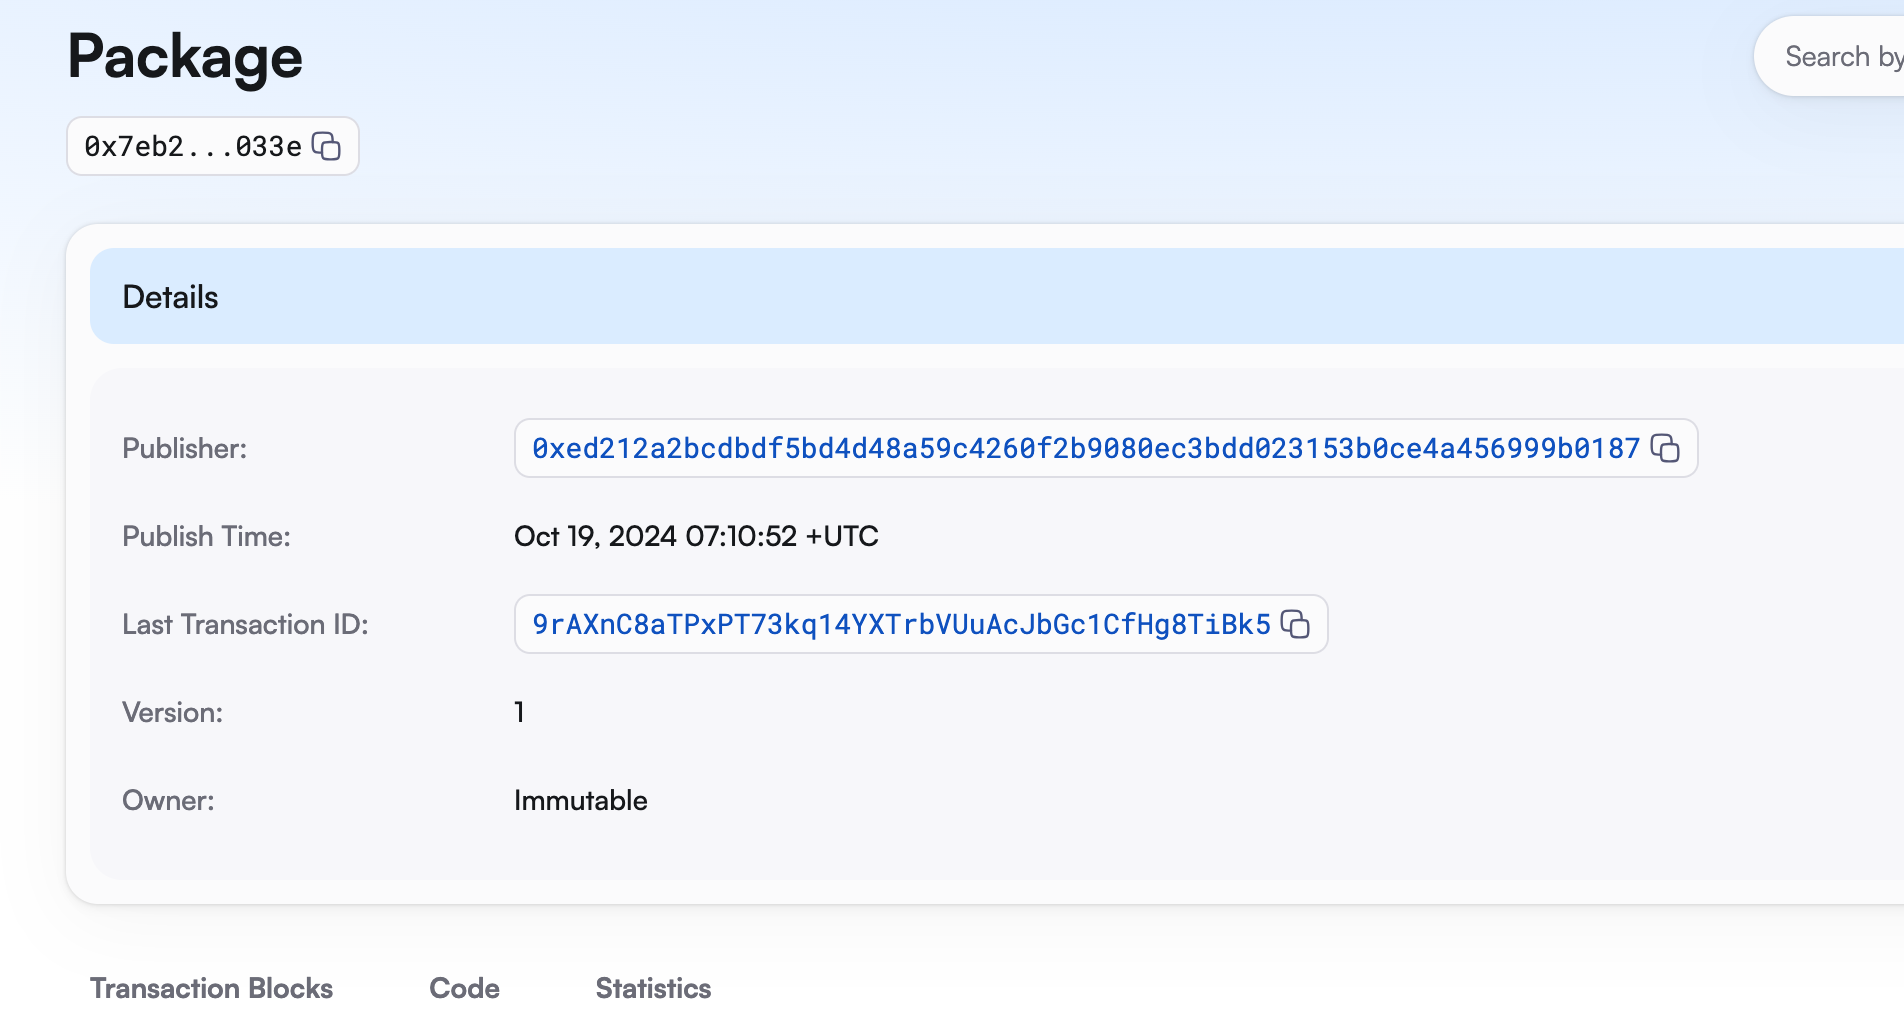 Package
Search by
0x7eb2...033e
Details
Publisher:
0xed212a2bcdbdf5bd4d48a59c4260f2b9080ec3bdd023153b0ce4a456999b0187
Publish Time:
Oct 19, 2024 07:10:52 +UTC
Last Transaction ID:
9rAXnC8aTPxPT73kq14YXTrbVUuAcJbGc1CfHg8TiBk5
Version:
1
Owner:
Immutable
Transaction Blocks
Code
Statistics